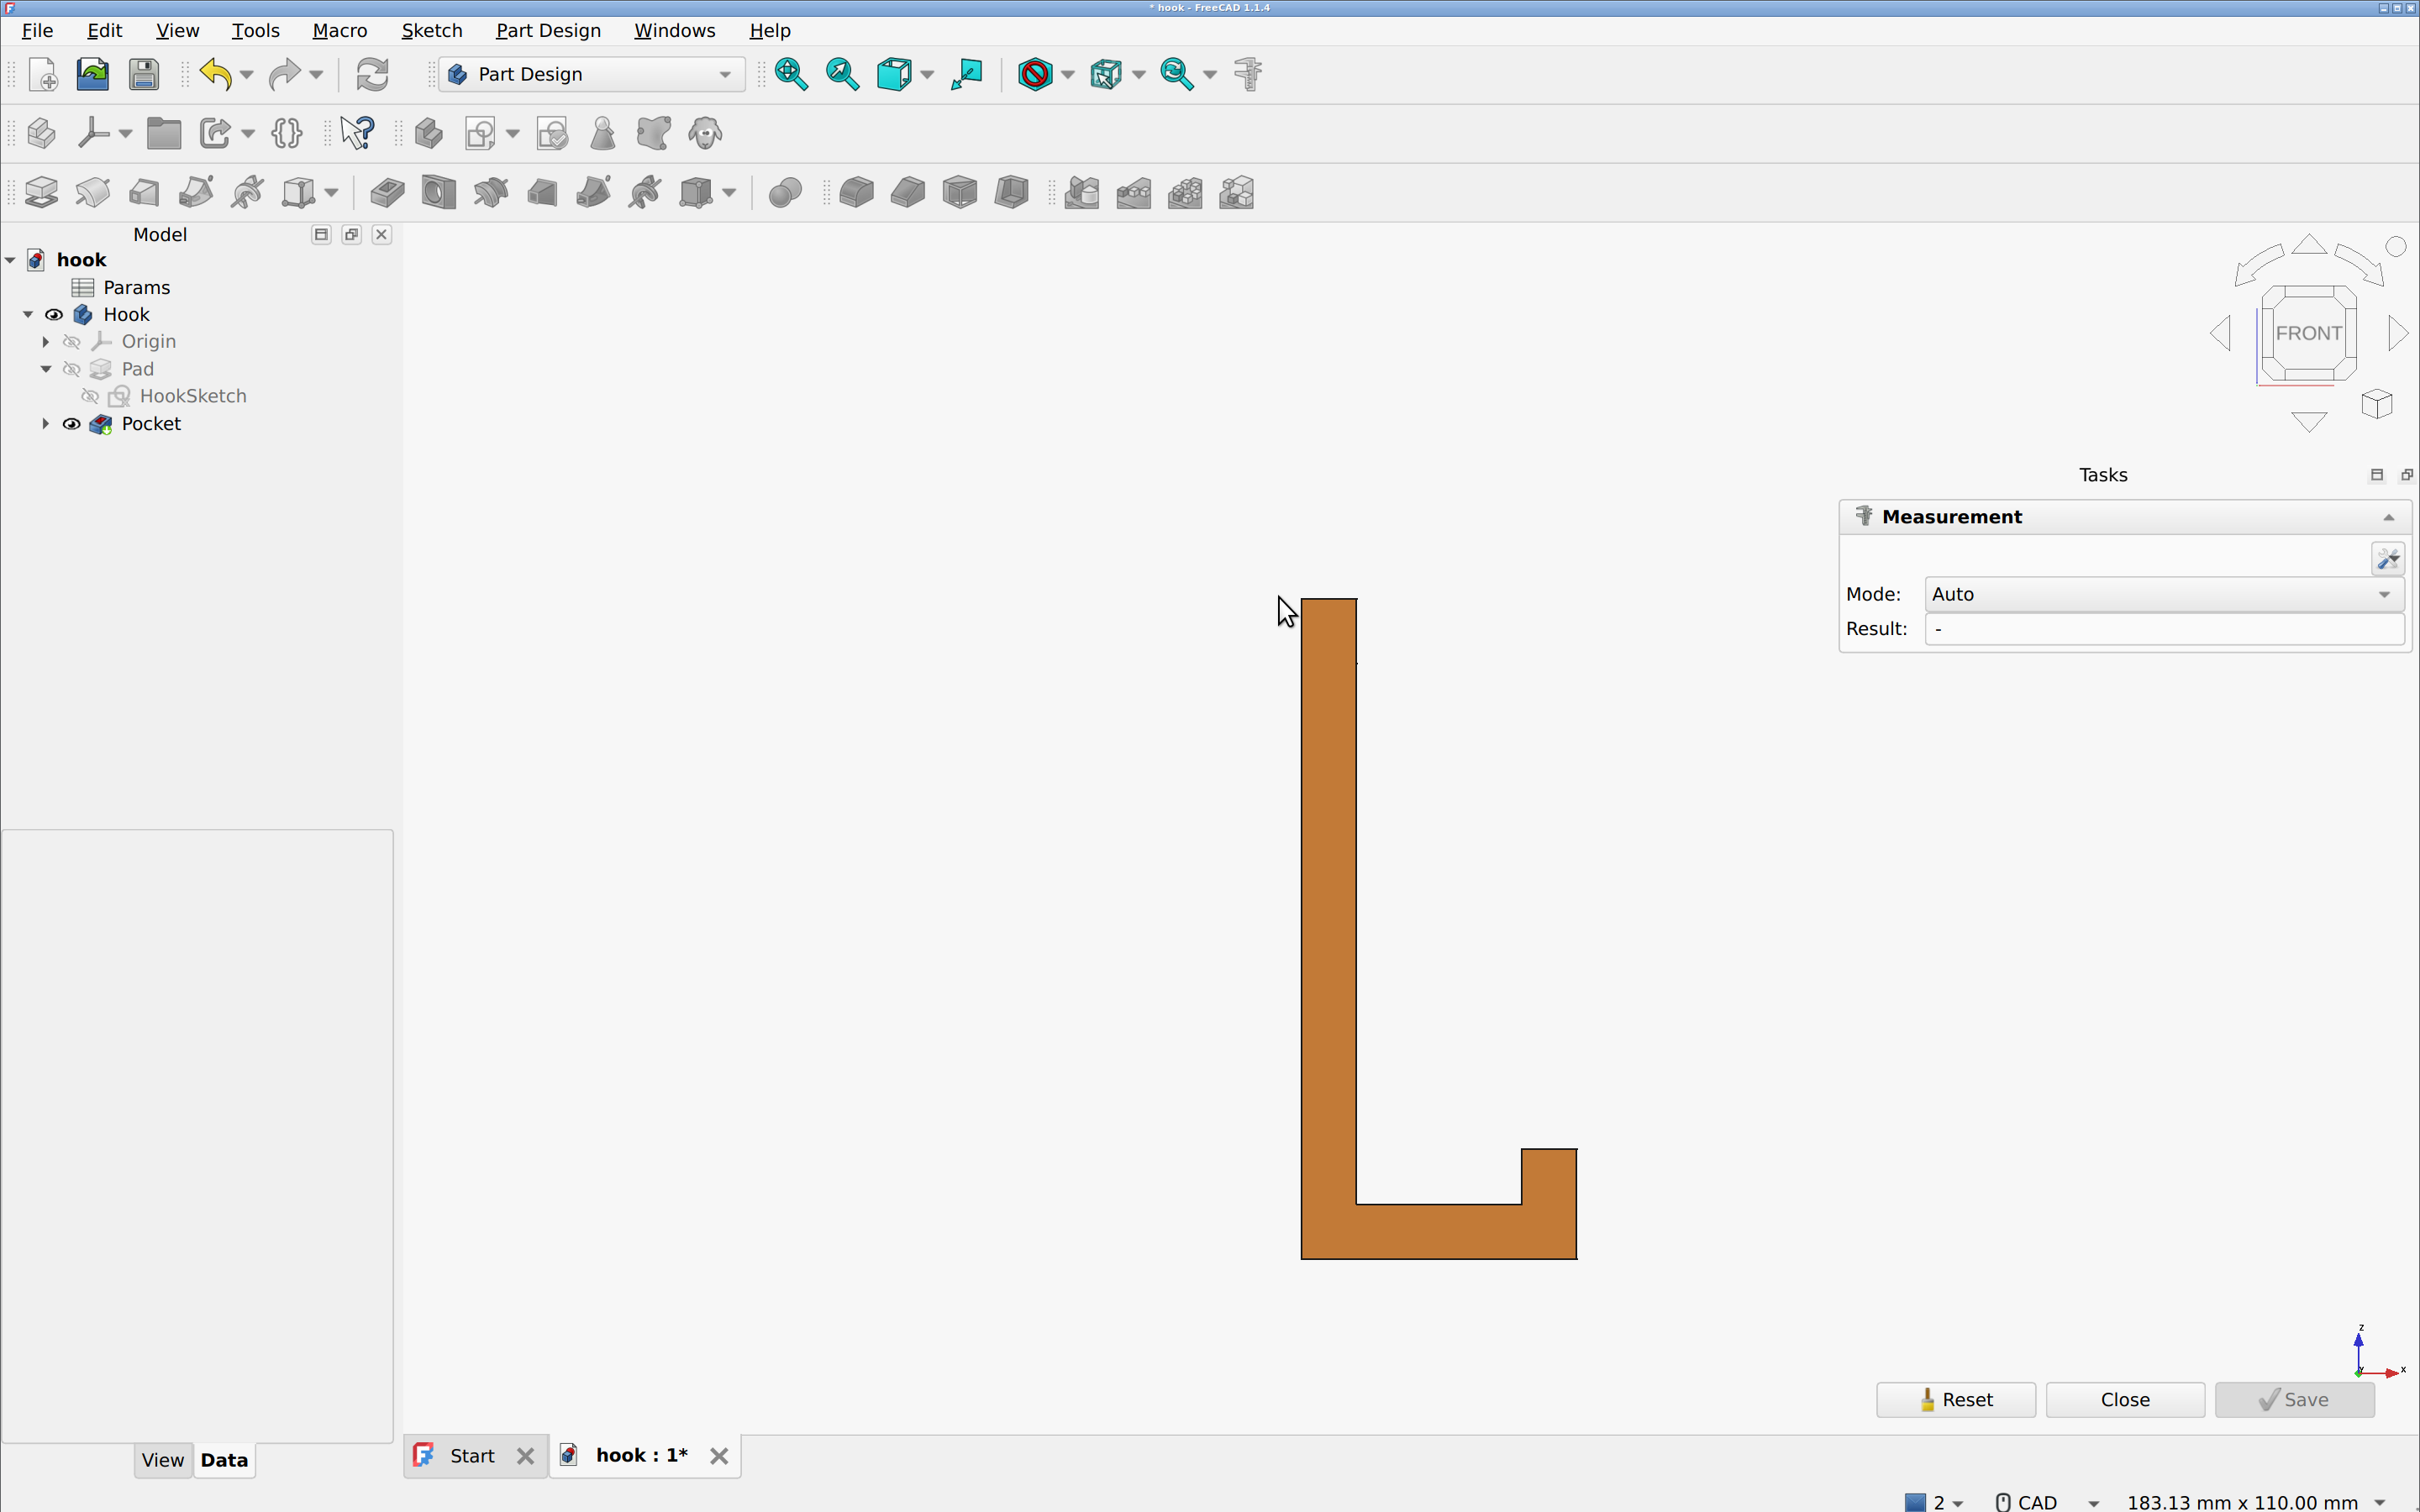 * hook - FreeCAD 1.1.4
File Edit View Tools Macro Sketch Part Design Windows Help
Part Design
Model
hook
Params
Hook
Origin
Pad
HookSketch
Pocket
FRONT
Tasks
Measurement
Mode: Auto
Result: -
z
Y
x
Reset Close Save
View Data
Start
hook : 1*
2 CAD 183.13 mm x 110.00 mm